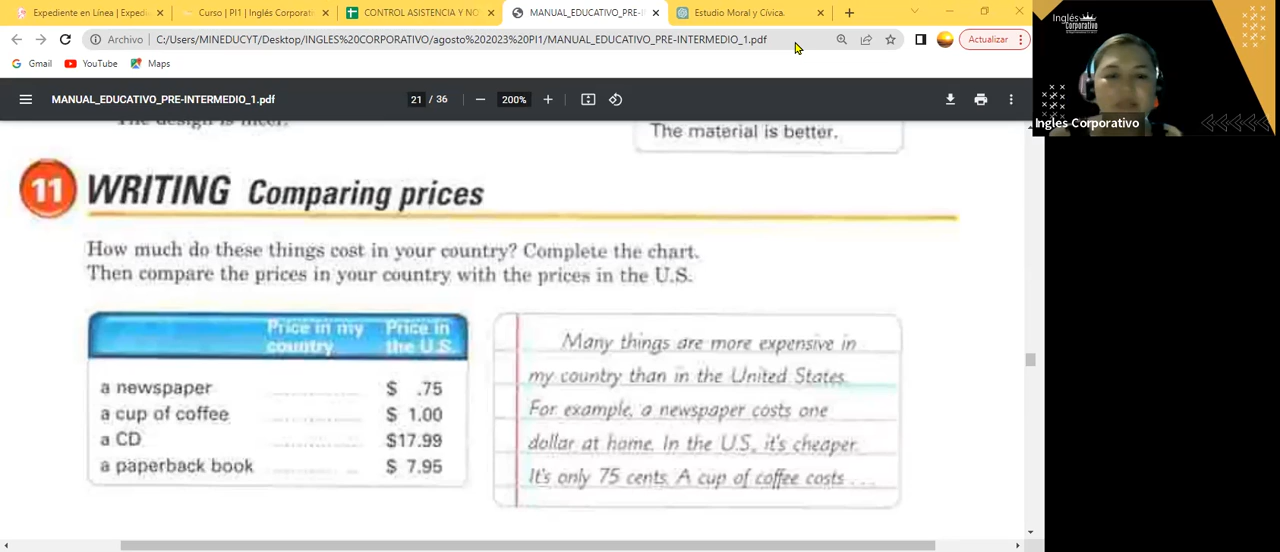 Expediente en Línea | Expedi
Curso | PI1 | Inglés Corporati
CONTROL ASISTENCIA Y NO
MANUAL_EDUCATIVO_PRE-I
Estudio Moral y Cívica.
Archivo C:/Users/MINEDUCYT/Desktop/INGLES%20CORPORATIVO/agosto%202023%20PI1/MANUAL_EDUCATIVO_PRE-INTERMEDIO_1.pdf
Actualizar
Gmail YouTube Maps
MANUAL_EDUCATIVO_PRE-INTERMEDIO_1.pdf
21 / 36
200%
Inglés
Corporativo
Ingles Corporativo
The design is nicer.
The material is better.
11 WRITING Comparing prices
How much do these things cost in your country? Complete the chart.
Then compare the prices in your country with the prices in the U.S.
Price in my country
Price in the U.S.
a newspaper $ .75
a cup of coffee $ 1.00
a CD $17.99
a paperback book $ 7.95
Many things are more expensive in
my country than in the United States.
For example, a newspaper costs one
dollar at home. In the U.S., it's cheaper.
It's only 75 cents. A cup of coffee costs . . .